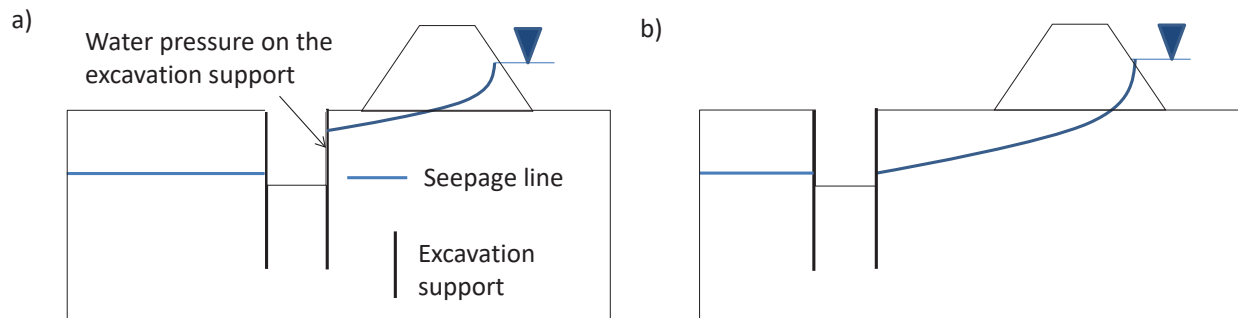 a)
Water pressure on the
excavation support
Seepage line
Excavation
support
b)